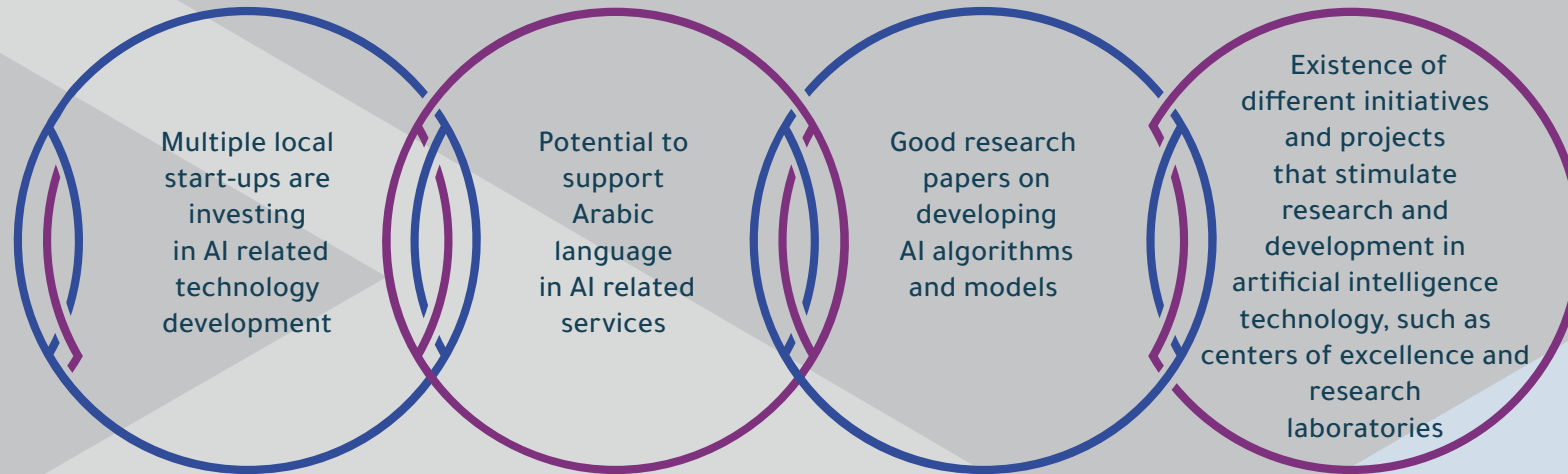 Multiple local
start-ups are
investing
in AI related
technology
development
Potential to
support
Arabic
language
in AI related
services
Good research
papers on
developing
AI algorithms
and models
Existence of
different initiatives
and projects
that stimulate
research and
development in
artificial intelligence
technology, such as
centers of excellence and
research
laboratories